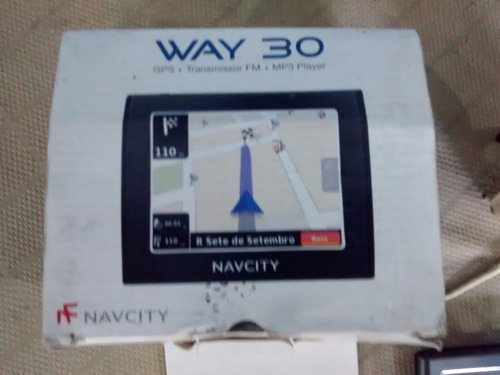 WAY 30
GPS • Transmissor FM • MP3 Player
110
R Sete de Setembro
NAVCITY
NAVCITY